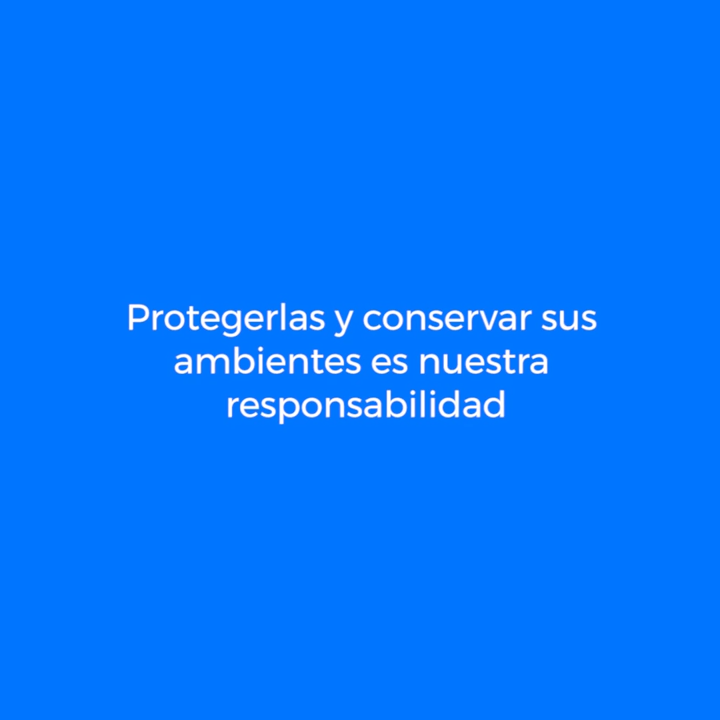 Protegerlas y conservar sus
ambientes es nuestra
responsabilidad